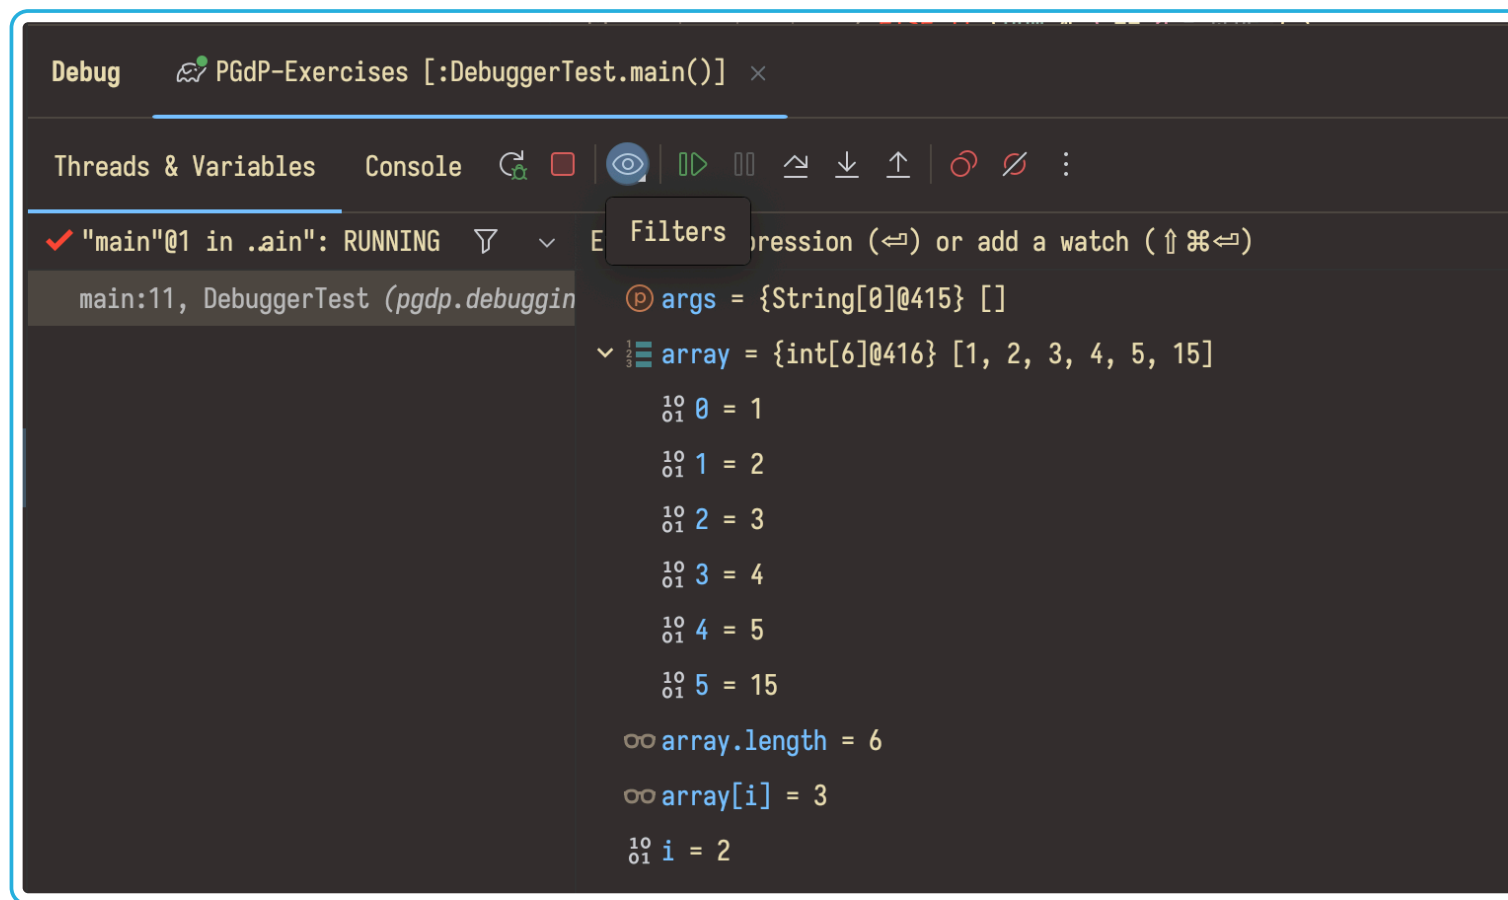 Debug PGdP-Exercises [:DebuggerTest.main()]
Threads & Variables Console
Filters
"main"@1 in ..ain": RUNNING E pression (⏎) or add a watch (⇧⌘⏎)
main:11, DebuggerTest (pgdp.debuggin
args = {String[0]@415} []
array = {int[6]@416} [1, 2, 3, 4, 5, 15]
0 = 1
1 = 2
2 = 3
3 = 4
4 = 5
5 = 15
array.length = 6
array[i] = 3
i = 2